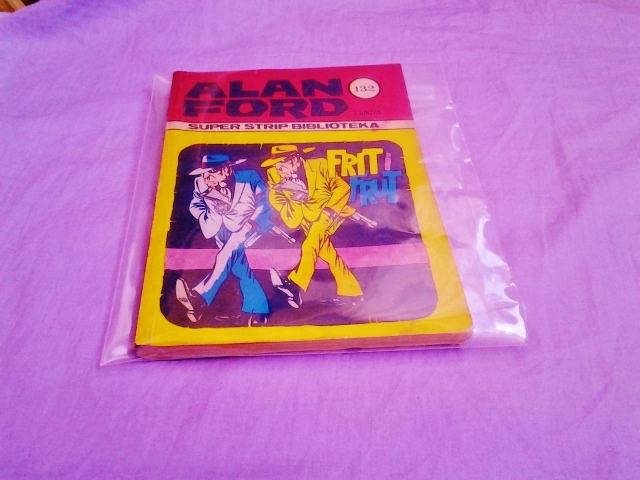 ALAN
FORD
132
SUPER STRIP BIBLIOTEKA
FRIT i
FRUT